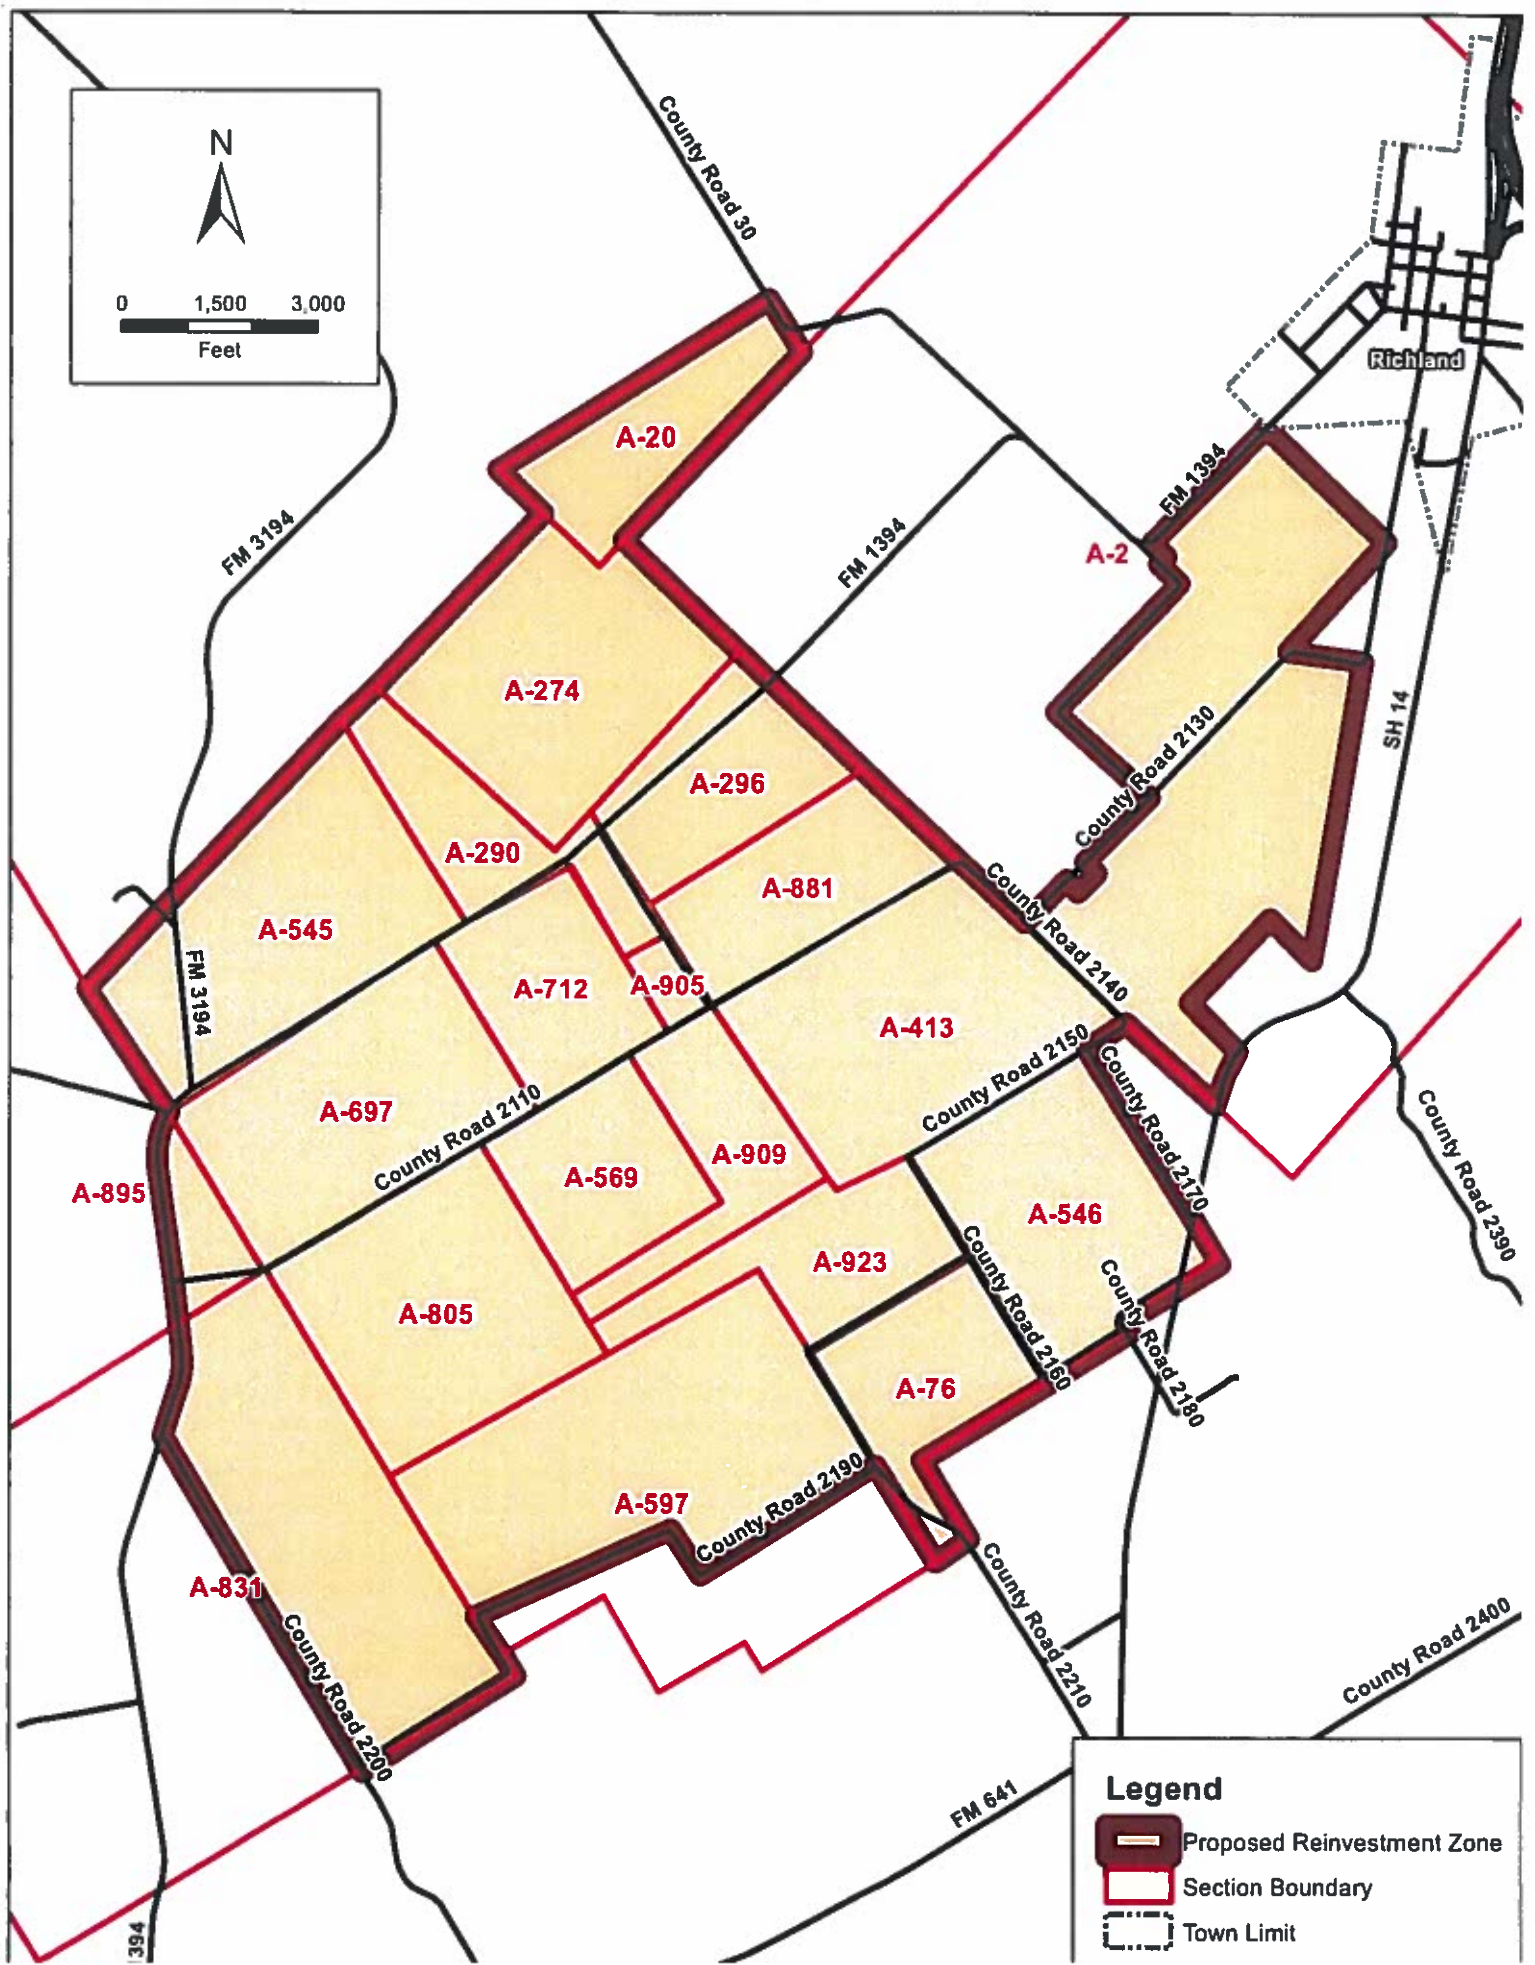 N
0 1,500 3,000
Feet
County Road 30
Richland
A-20
FM 1394
A-2
FM 3194
FM 1394
A-274
SH 14
County Road 2130
A-296
A-290
A-881
A-545
County Road 2140
FM 3194
A-712
A-905
A-413
County Road 2150
County Road 2170
A-697
County Road 2110
A-909
A-569
A-895
A-546
County Road 2390
A-923
County Road 2160
County Road 2180
A-805
A-76
A-597
County Road 2190
A-831
County Road 2200
County Road 2210
County Road 2400
FM 641
1394
Legend
Proposed Reinvestment Zone
Section Boundary
Town Limit